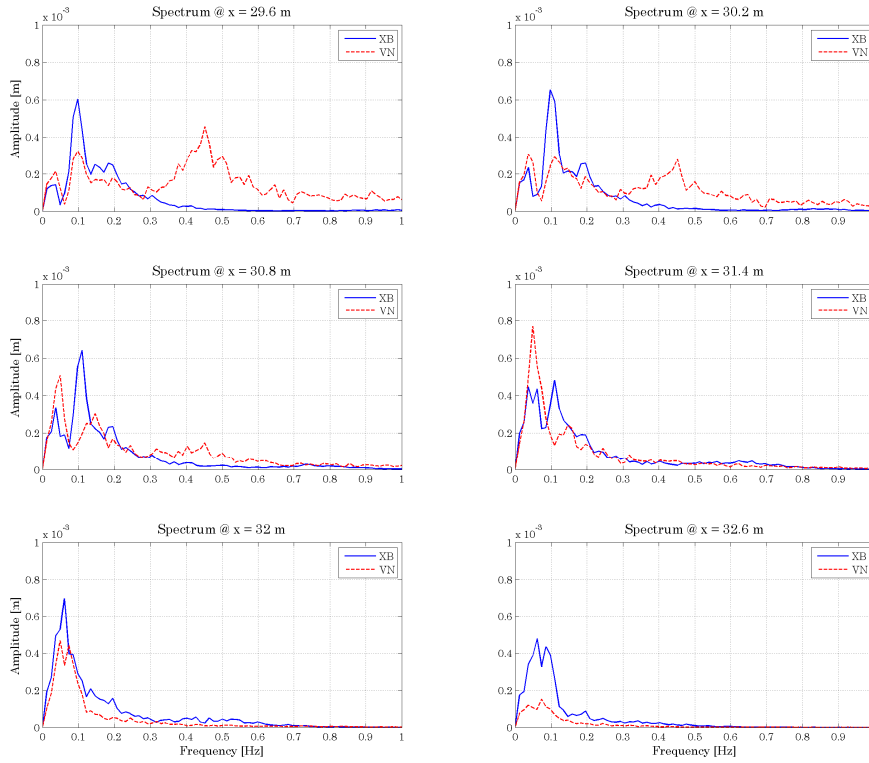 Spectrum @ x = 29.6 m
x 10⁻³
Amplitude [m]
1
0.8
0.6
0.4
0.2
0
XB
VN
0 0.1 0.2 0.3 0.4 0.5 0.6 0.7 0.8 0.9 1
Spectrum @ x = 30.2 m
x 10⁻³
1
0.8
0.6
0.4
0.2
0
XB
VN
0 0.1 0.2 0.3 0.4 0.5 0.6 0.7 0.8 0.9
Spectrum @ x = 30.8 m
x 10⁻³
Amplitude [m]
1
0.8
0.6
0.4
0.2
0
XB
VN
0 0.1 0.2 0.3 0.4 0.5 0.6 0.7 0.8 0.9 1
Spectrum @ x = 31.4 m
x 10⁻³
1
0.8
0.6
0.4
0.2
0
XB
VN
0 0.1 0.2 0.3 0.4 0.5 0.6 0.7 0.8 0.9
Spectrum @ x = 32 m
x 10⁻³
Amplitude [m]
1
0.8
0.6
0.4
0.2
0
XB
VN
0 0.1 0.2 0.3 0.4 0.5 0.6 0.7 0.8 0.9 1
Frequency [Hz]
Spectrum @ x = 32.6 m
x 10⁻³
1
0.8
0.6
0.4
0.2
0
XB
VN
0 0.1 0.2 0.3 0.4 0.5 0.6 0.7 0.8 0.9
Frequency [Hz]